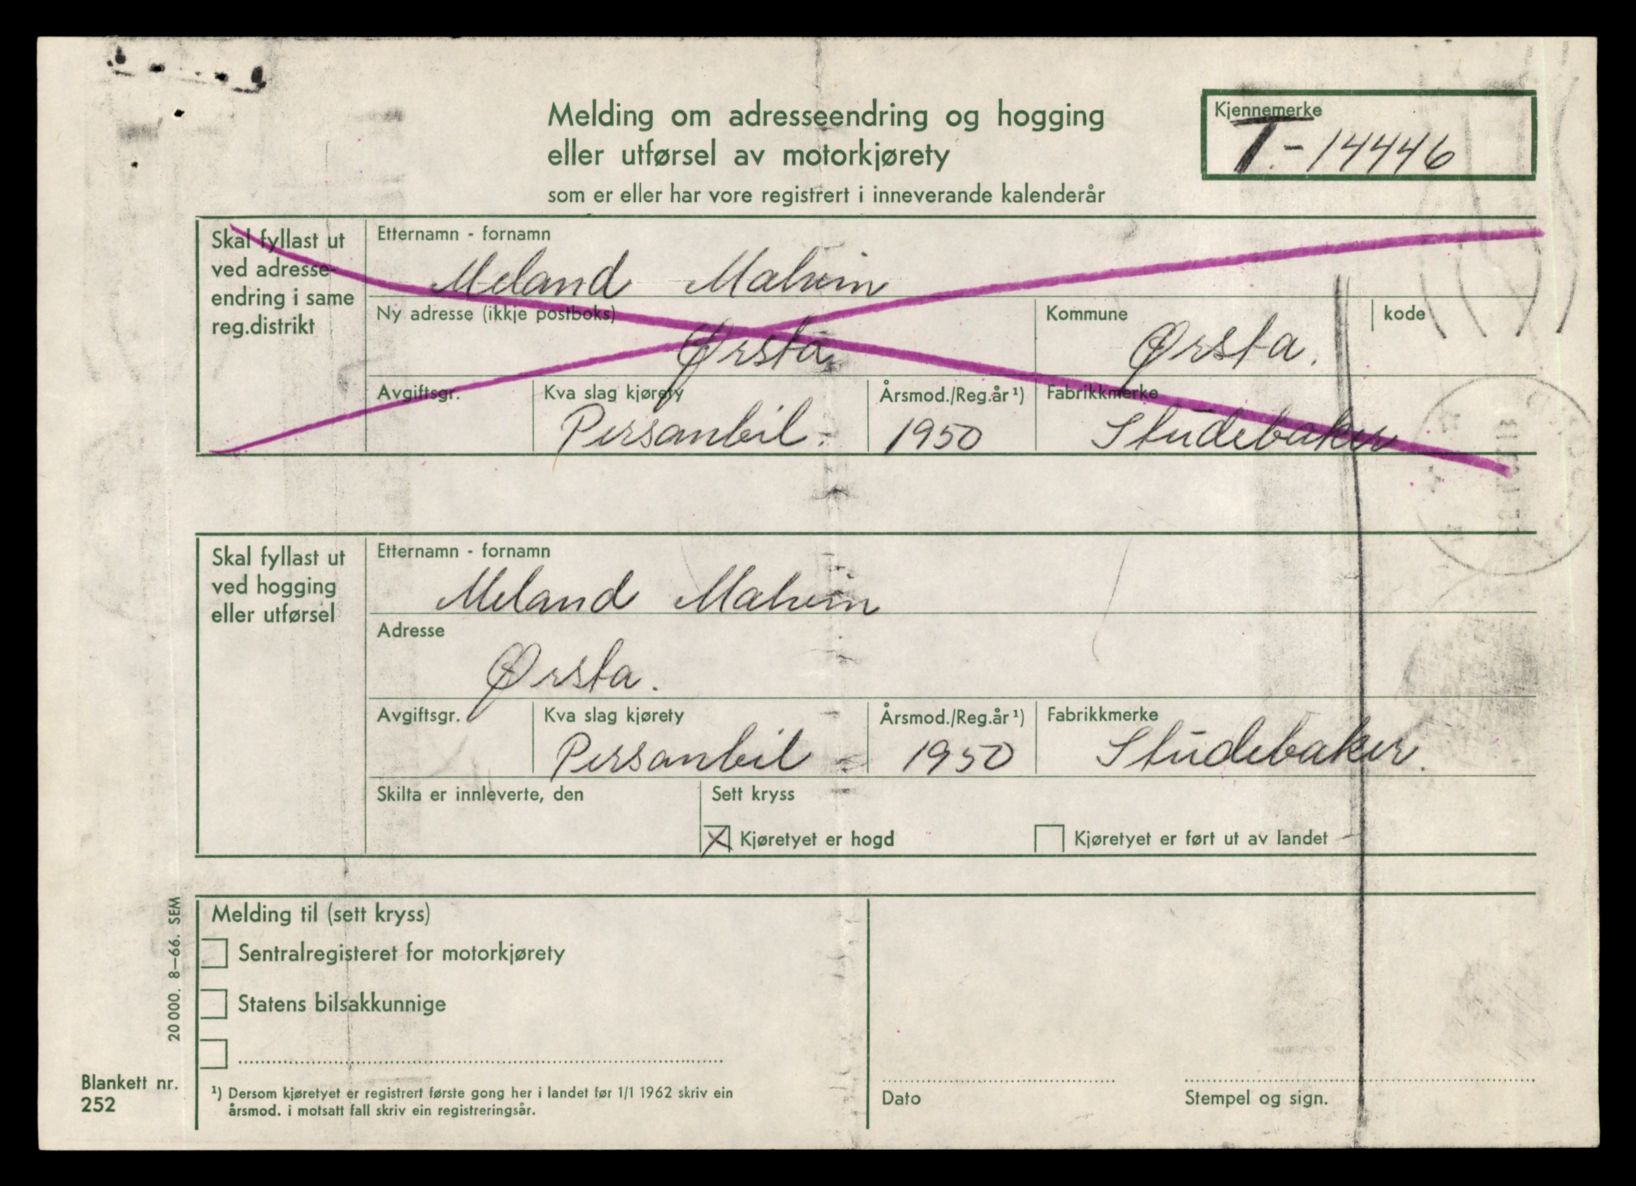 Melding om adresseendring og hogging
eller utførsel av motorkjørety
som er eller har vore registrert i inneverande kalenderår
Kjennemerke
T.-14446
Skal fyllast ut
ved adresse-
endring i same
reg.distrikt
Etternamn - fornamn
Meland Malvin
Ny adresse (ikkje postboks)
Ørsta
Kommune
Ørsta.
kode
Avgiftsgr.
Kva slag kjørety
Personbil.
Årsmod./Reg.år¹)
1950
Fabrikkmerke
Studebaker
Skal fyllast ut
ved hogging
eller utførsel
Etternamn - fornamn
Meland Malvin
Adresse
Ørsta.
Avgiftsgr.
Kva slag kjørety
Personbil
Årsmod./Reg.år¹)
1950
Fabrikkmerke
Studebaker.
Skilta er innleverte, den
Sett kryss
Kjøretyet er hogd
Kjøretyet er ført ut av landet
Melding til (sett kryss)
Sentralregisteret for motorkjørety
Statens bilsakkunnige
20 000. 8—66. SEM
Blankett nr.
252
¹) Dersom kjøretyet er registrert første gong her i landet før 1/1 1962 skriv ein
årsmod. i motsatt fall skriv ein registreringsår.
Dato
Stempel og sign.